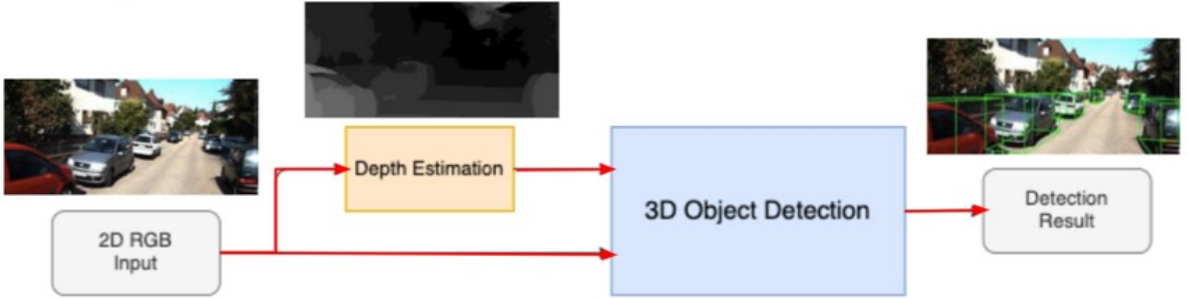 2D RGB
Input
Depth Estimation
3D Object Detection
Detection
Result